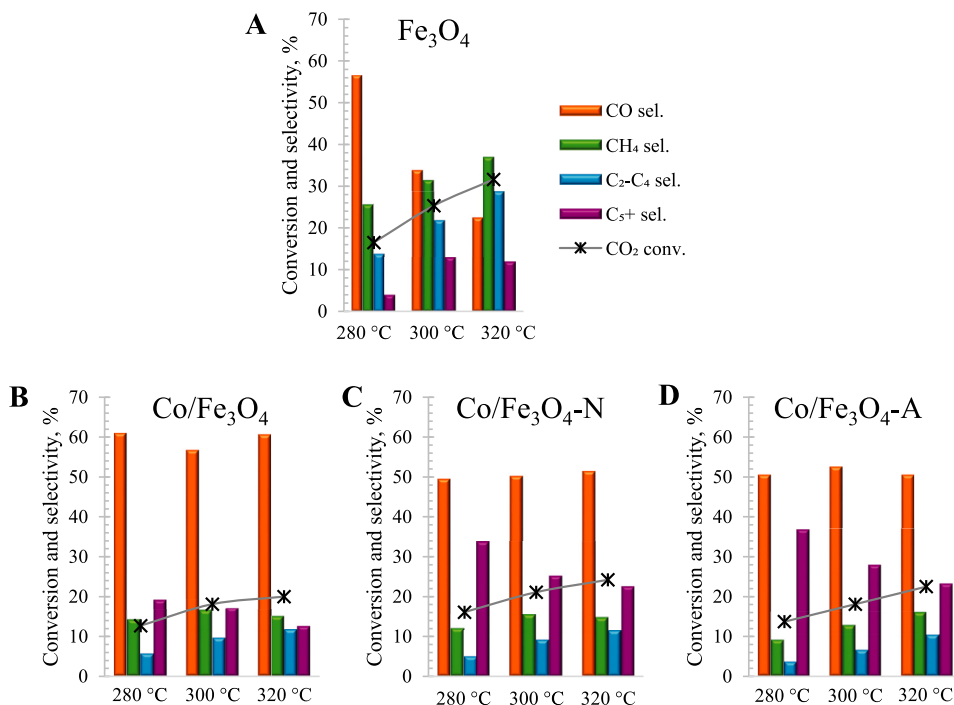 A
Fe₃O₄
Conversion and selectivity, %
70
60
50
40
30
20
10
0
280 °C
300 °C
320 °C
CO sel.
CH₄ sel.
C₂-C₄ sel.
C₅+ sel.
CO₂ conv.
B
Co/Fe₃O₄
Conversion and selectivity, %
70
60
50
40
30
20
10
0
280 °C
300 °C
320 °C
C
Co/Fe₃O₄-N
Conversion and selectivity, %
70
60
50
40
30
20
10
0
280 °C
300 °C
320 °C
D
Co/Fe₃O₄-A
Conversion and selectivity, %
70
60
50
40
30
20
10
0
280 °C
300 °C
320 °C